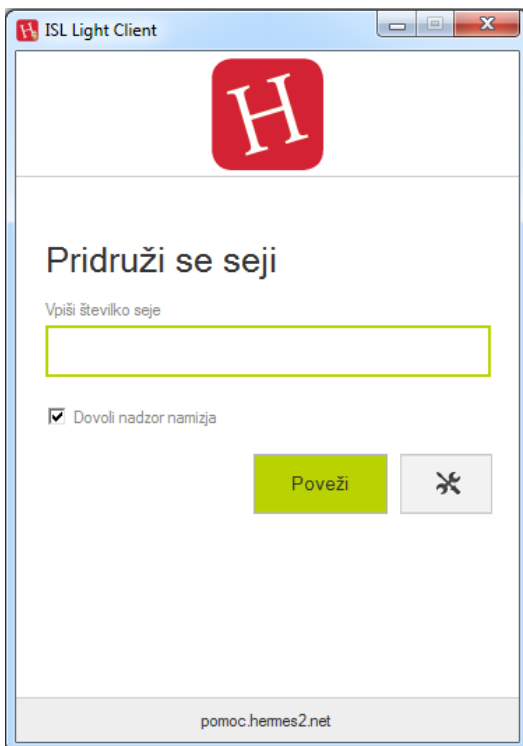 ISL Light Client
H
Pridruži se seji
Vpiši številko seje
Dovoli nadzor namizja
Poveži
pomoc.hermes2.net